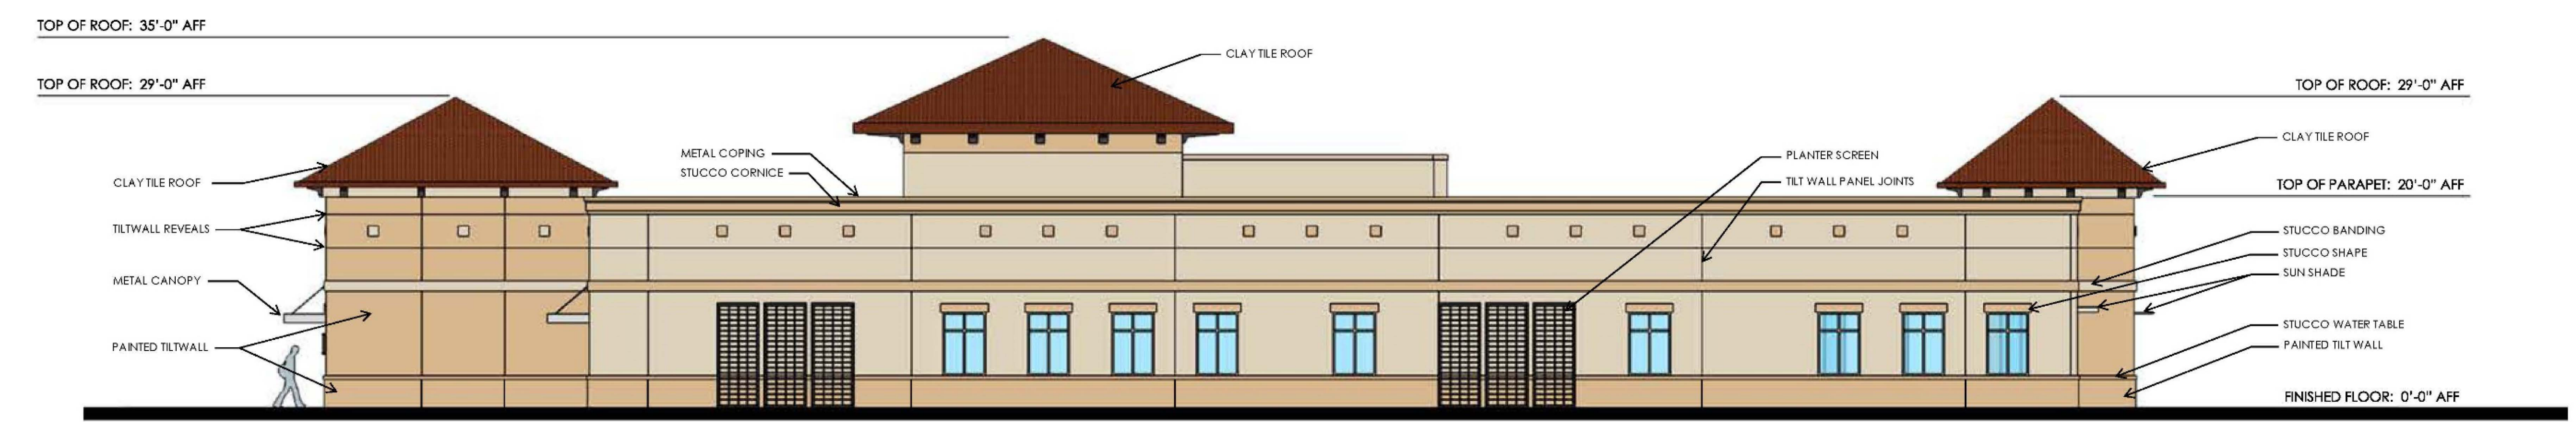 TOP OF ROOF: 35'-0" AFF
TOP OF ROOF: 29'-0" AFF
CLAY TILE ROOF
TILTWALL REVEALS
METAL CANOPY
PAINTED TILTWALL
METAL COPING
STUCCO CORNICE
CLAY TILE ROOF
PLANTER SCREEN
TILT WALL PANEL JOINTS
TOP OF ROOF: 29'-0" AFF
CLAY TILE ROOF
TOP OF PARAPET: 20'-0" AFF
STUCCO BANDING
STUCCO SHAPE
SUN SHADE
STUCCO WATER TABLE
PAINTED TILT WALL
FINISHED FLOOR: 0'-0" AFF